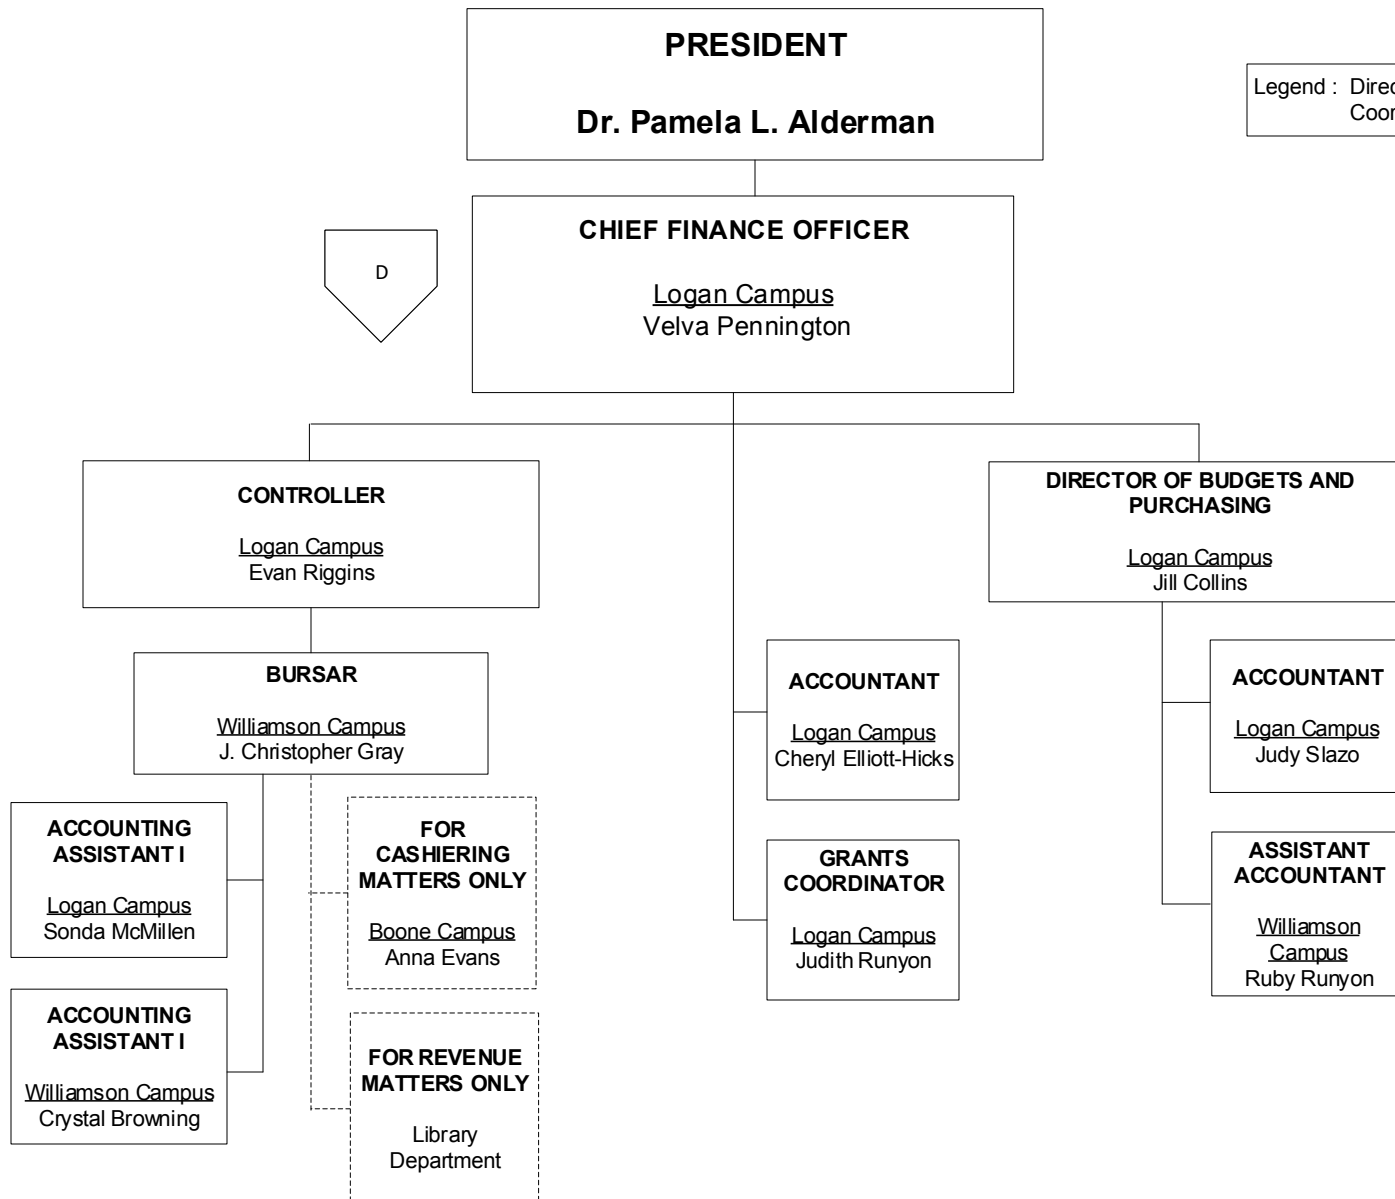 PRESIDENT
Dr. Pamela L. Alderman
Legend :
CHIEF FINANCE OFFICER
Logan Campus
Velva Pennington
D
CONTROLLER
Logan Campus
Evan Riggins
DIRECTOR OF BUDGETS AND
PURCHASING
Logan Campus
Jill Collins
BURSAR
Williamson Campus
J. Christopher Gray
ACCOUNTING
ASSISTANT I
Logan Campus
Sonda McMillen
ACCOUNTING
ASSISTANT I
Williamson Campus
Crystal Browning
FOR
CASHIERING
MATTERS ONLY
Boone Campus
Anna Evans
FOR REVENUE
MATTERS ONLY
Library
Department
ACCOUNTANT
Logan Campus
Cheryl Elliott-Hicks
GRANTS
COORDINATOR
Logan Campus
Judith Runyon
ACCOUNTANT
Logan Campus
Judy Slazo
ASSISTANT
ACCOUNTANT
Williamson
Campus
Ruby Runyon